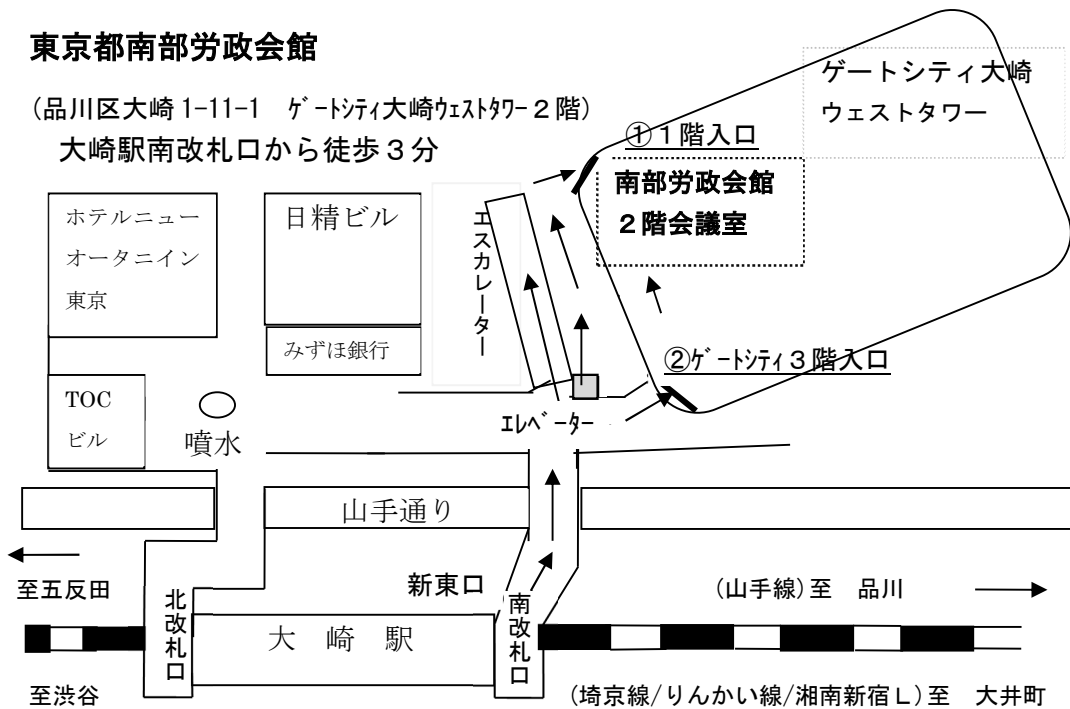 東京都南部労政会館
(品川区大崎 1-11-1 ｹﾞｰﾄｼﾃｨ大崎ｳｪｽﾄﾀﾜｰ２階)
大崎駅南改札口から徒歩３分
ゲートシティ大崎
ウェストタワー
①１階入口
南部労政会館
２階会議室
ホテルニュー
オータニイン
東京
日精ビル
エスカレーター
みずほ銀行
②ｹﾞｰﾄｼﾃｨ３階入口
TOC
ビル
噴水
ｴﾚﾍﾞｰﾀｰ
山手通り
至五反田
新東口
(山手線)至 品川
北改札口
大 崎 駅
南改札口
至渋谷
(埼京線/りんかい線/湘南新宿Ｌ)至 大井町